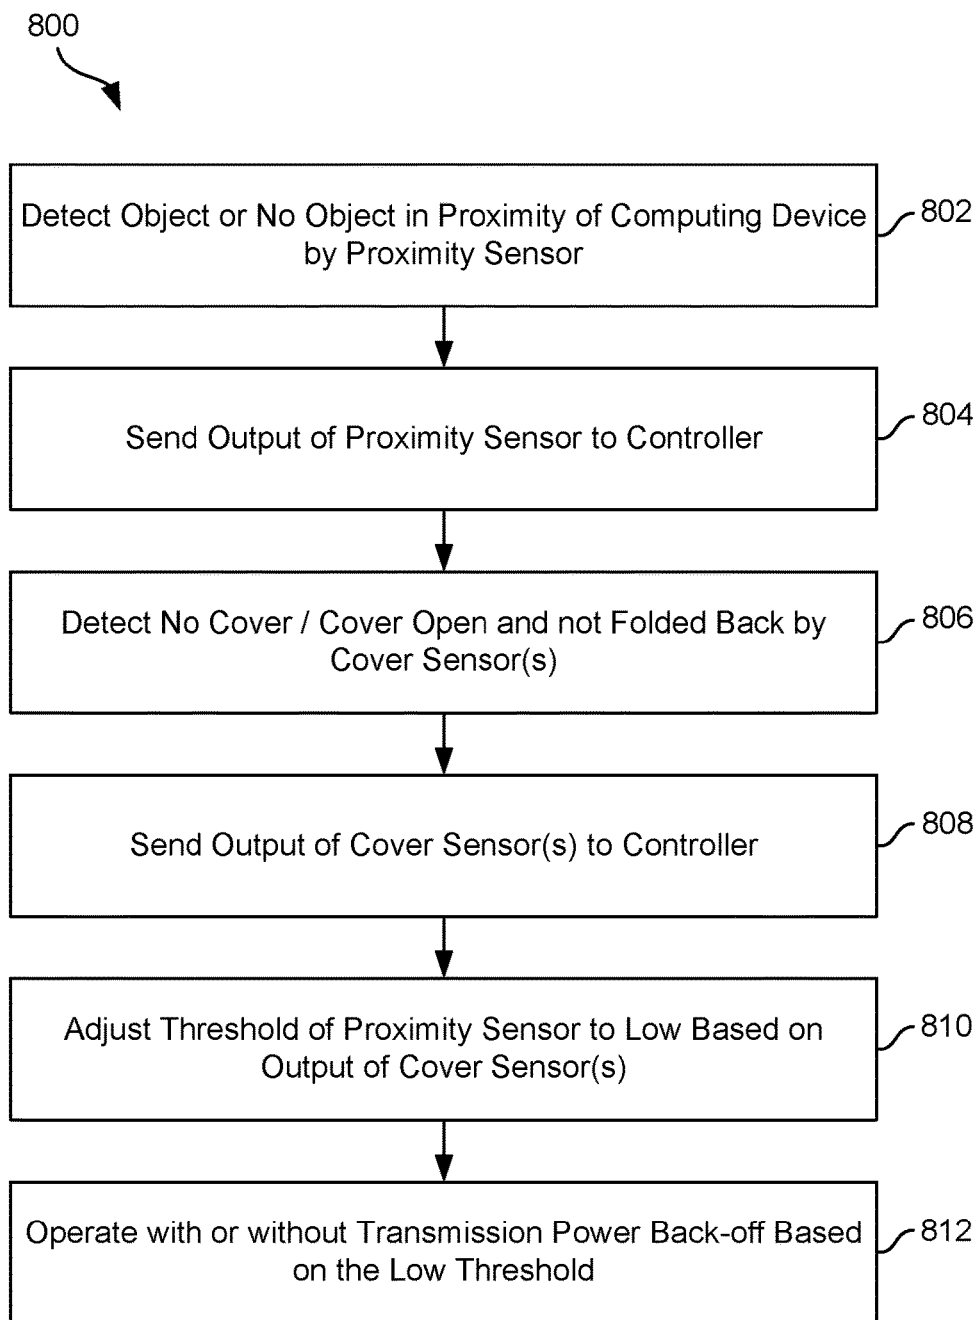 800
Detect Object or No Object in Proximity of Computing Device
by Proximity Sensor
802
Send Output of Proximity Sensor to Controller
804
Detect No Cover / Cover Open and not Folded Back by
Cover Sensor(s)
806
Send Output of Cover Sensor(s) to Controller
808
Adjust Threshold of Proximity Sensor to Low Based on
Output of Cover Sensor(s)
810
Operate with or without Transmission Power Back-off Based
on the Low Threshold
812